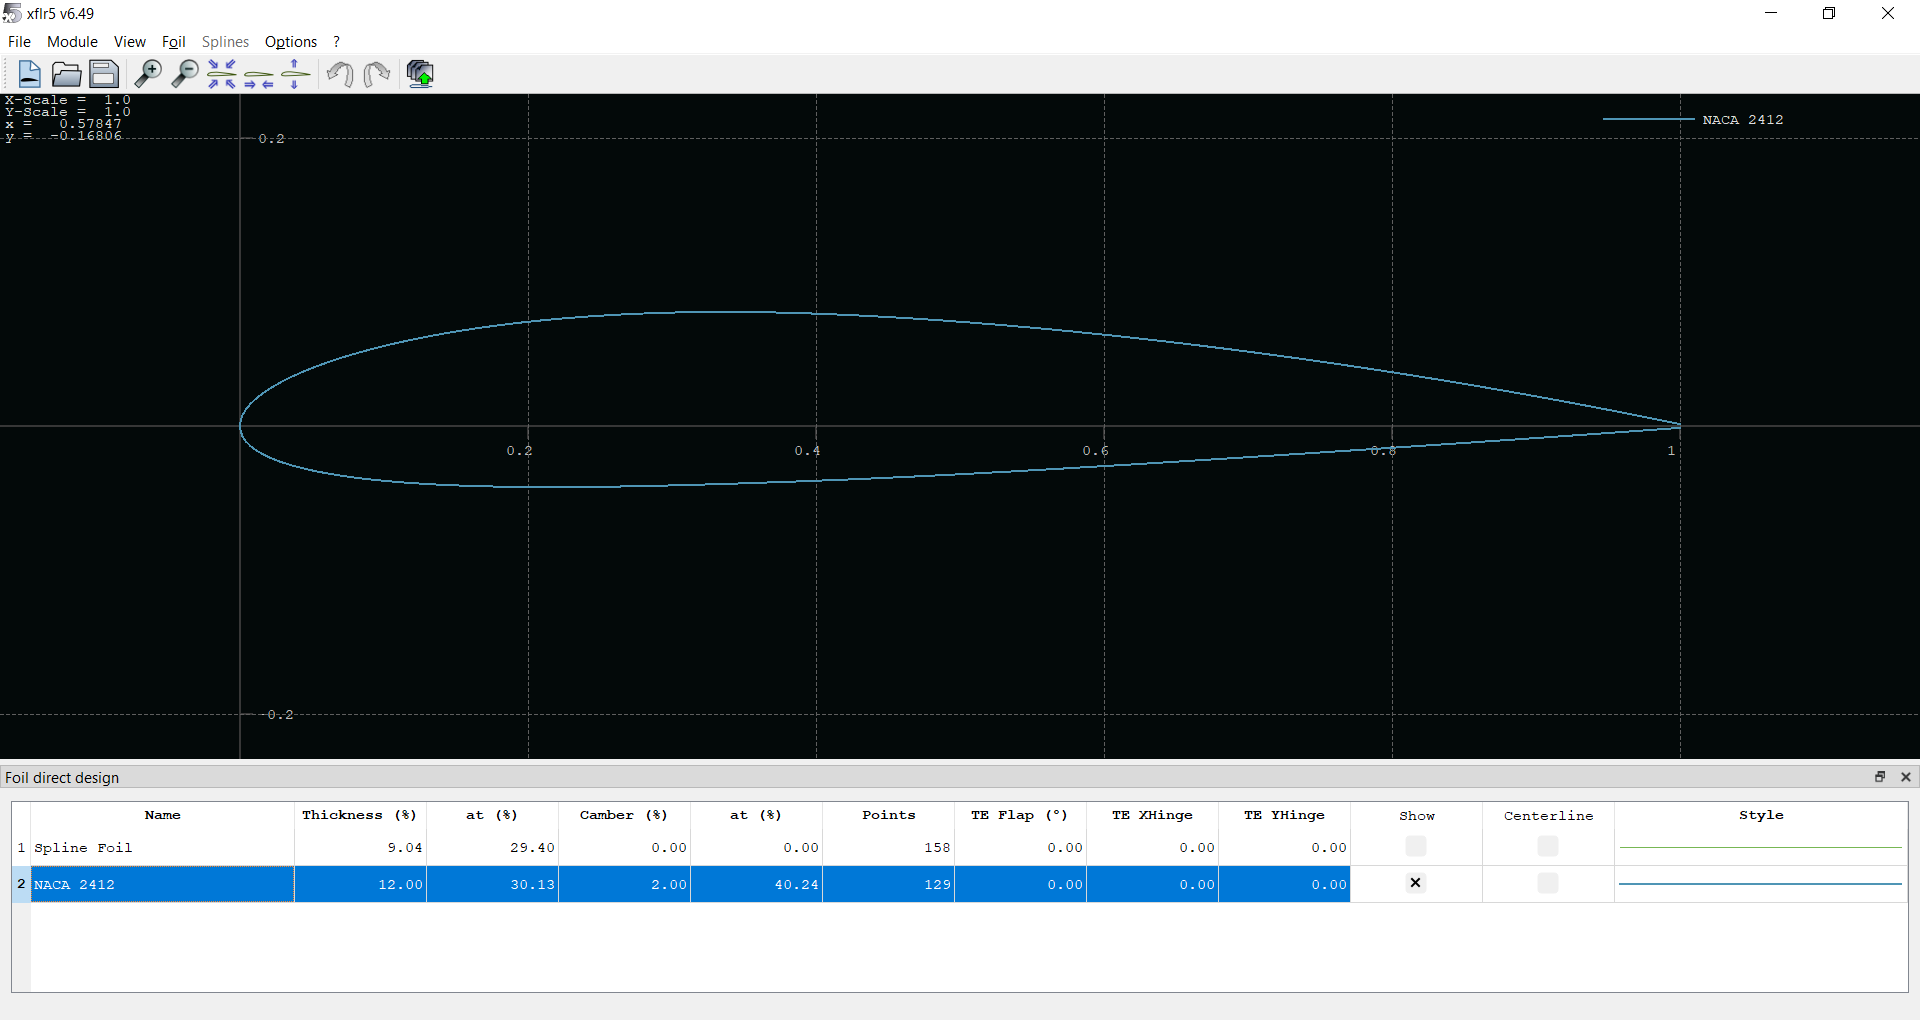 xflr5 v6.49
File Module View Foil Splines Options ?
X-Scale = 1.0
Y-Scale = 1.0
x = 0.57847
y = -0.16806
NACA 2412
0.2
0.2 0.4 0.6 0.8 1
-0.2
Foil direct design
Name Thickness (%) at (%) Camber (%) at (%) Points TE Flap (°) TE XHinge TE YHinge Show Centerline Style
1 Spline Foil 9.04 29.40 0.00 0.00 158 0.00 0.00 0.00
2 NACA 2412 12.00 30.13 2.00 40.24 129 0.00 0.00 0.00